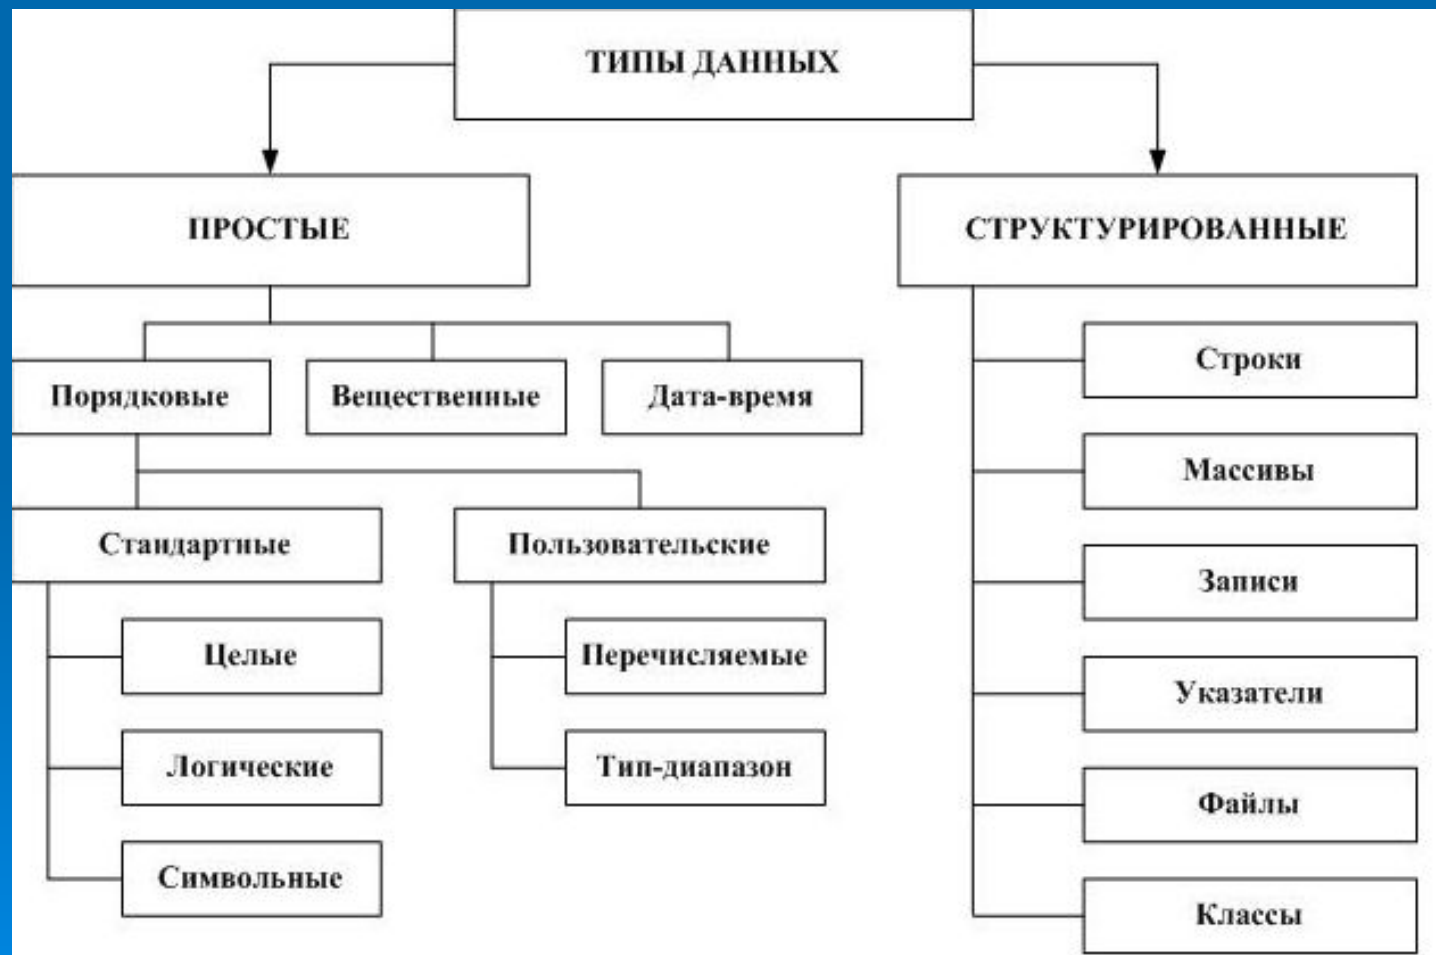 ТИПЫ ДАННЫХ
ПРОСТЫЕ
СТРУКТУРИРОВАННЫЕ
Порядковые
Вещественные
Дата-время
Стандартные
Пользовательские
Целые
Логические
Символьные
Перечисляемые
Тип-диапазон
Строки
Массивы
Записи
Указатели
Файлы
Классы